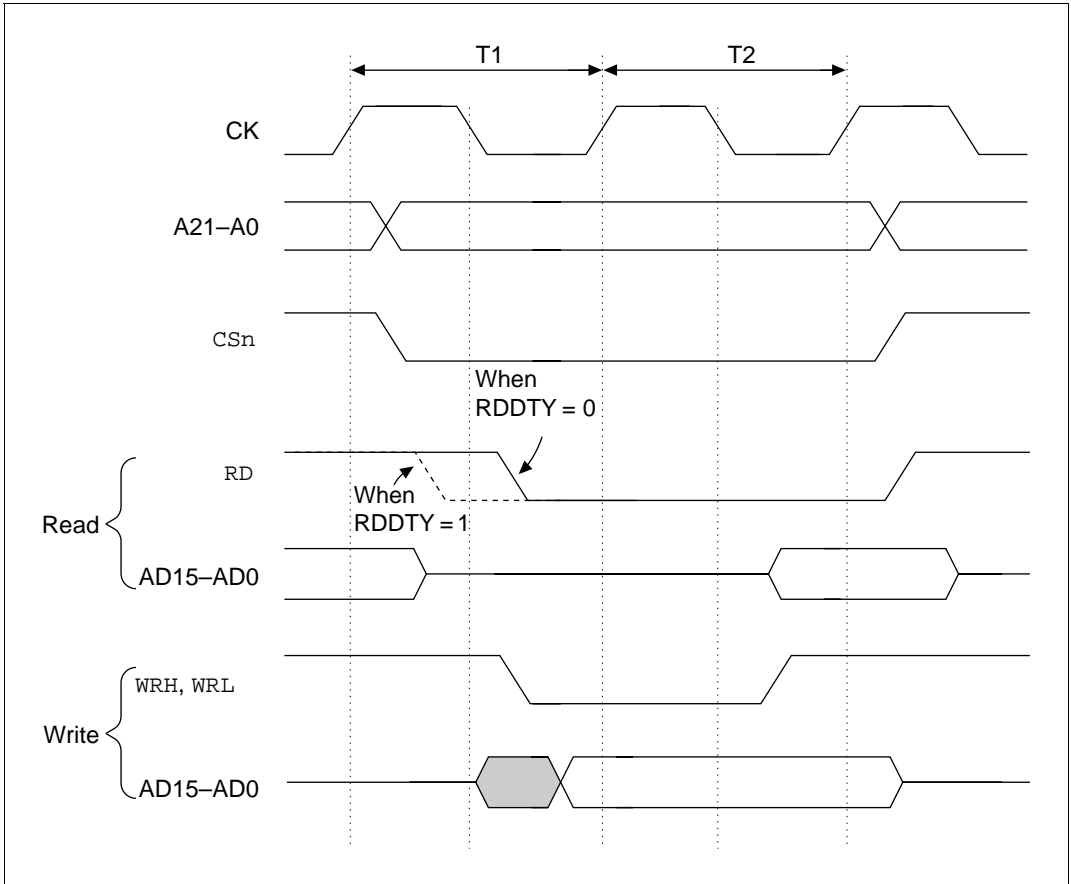 T1 T2
CK
A21–A0
CSn
When
RDDTY = 0
RD
When
RDDTY = 1
Read
AD15–AD0
WRH, WRL
Write
AD15–AD0